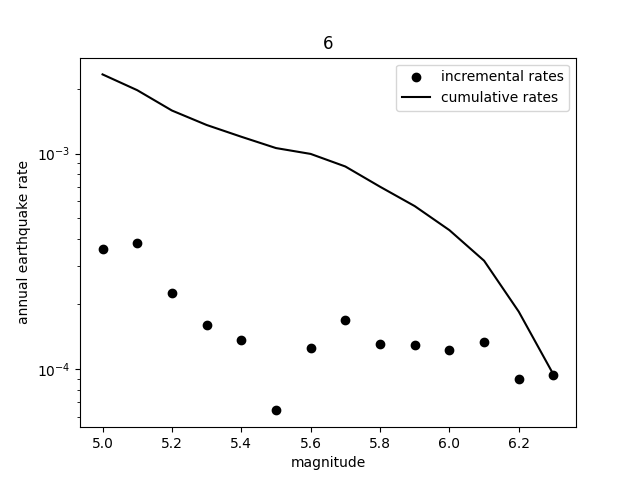 6
incremental rates
cumulative rates
10⁻³
10⁻⁴
annual earthquake rate
5.0 5.2 5.4 5.6 5.8 6.0 6.2
magnitude